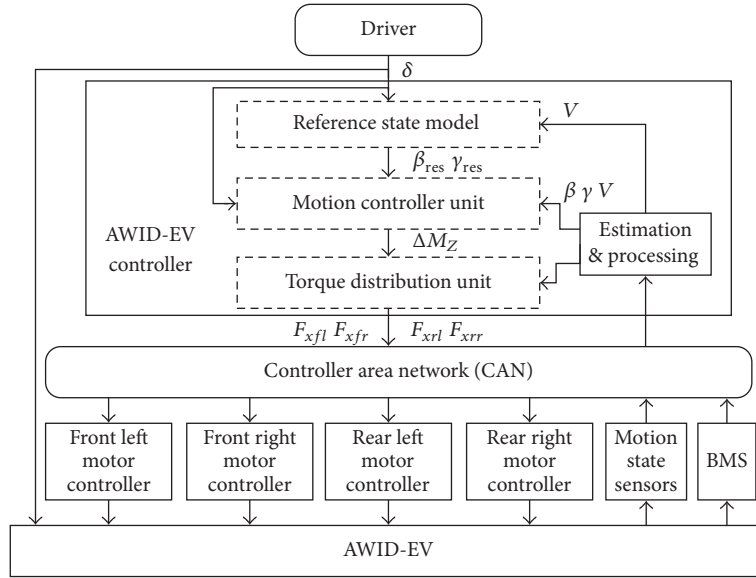 Driver
δ
Reference state model
V
β_res γ_res
β γ V
Motion controller unit
Estimation
& processing
AWID-EV
controller
ΔM_Z
Torque distribution unit
F_xfl F_xfr
F_xrl F_xrr
Controller area network (CAN)
Front left
motor
controller
Front right
motor
controller
Rear left
motor
controller
Rear right
motor
controller
Motion
state
sensors
BMS
AWID-EV